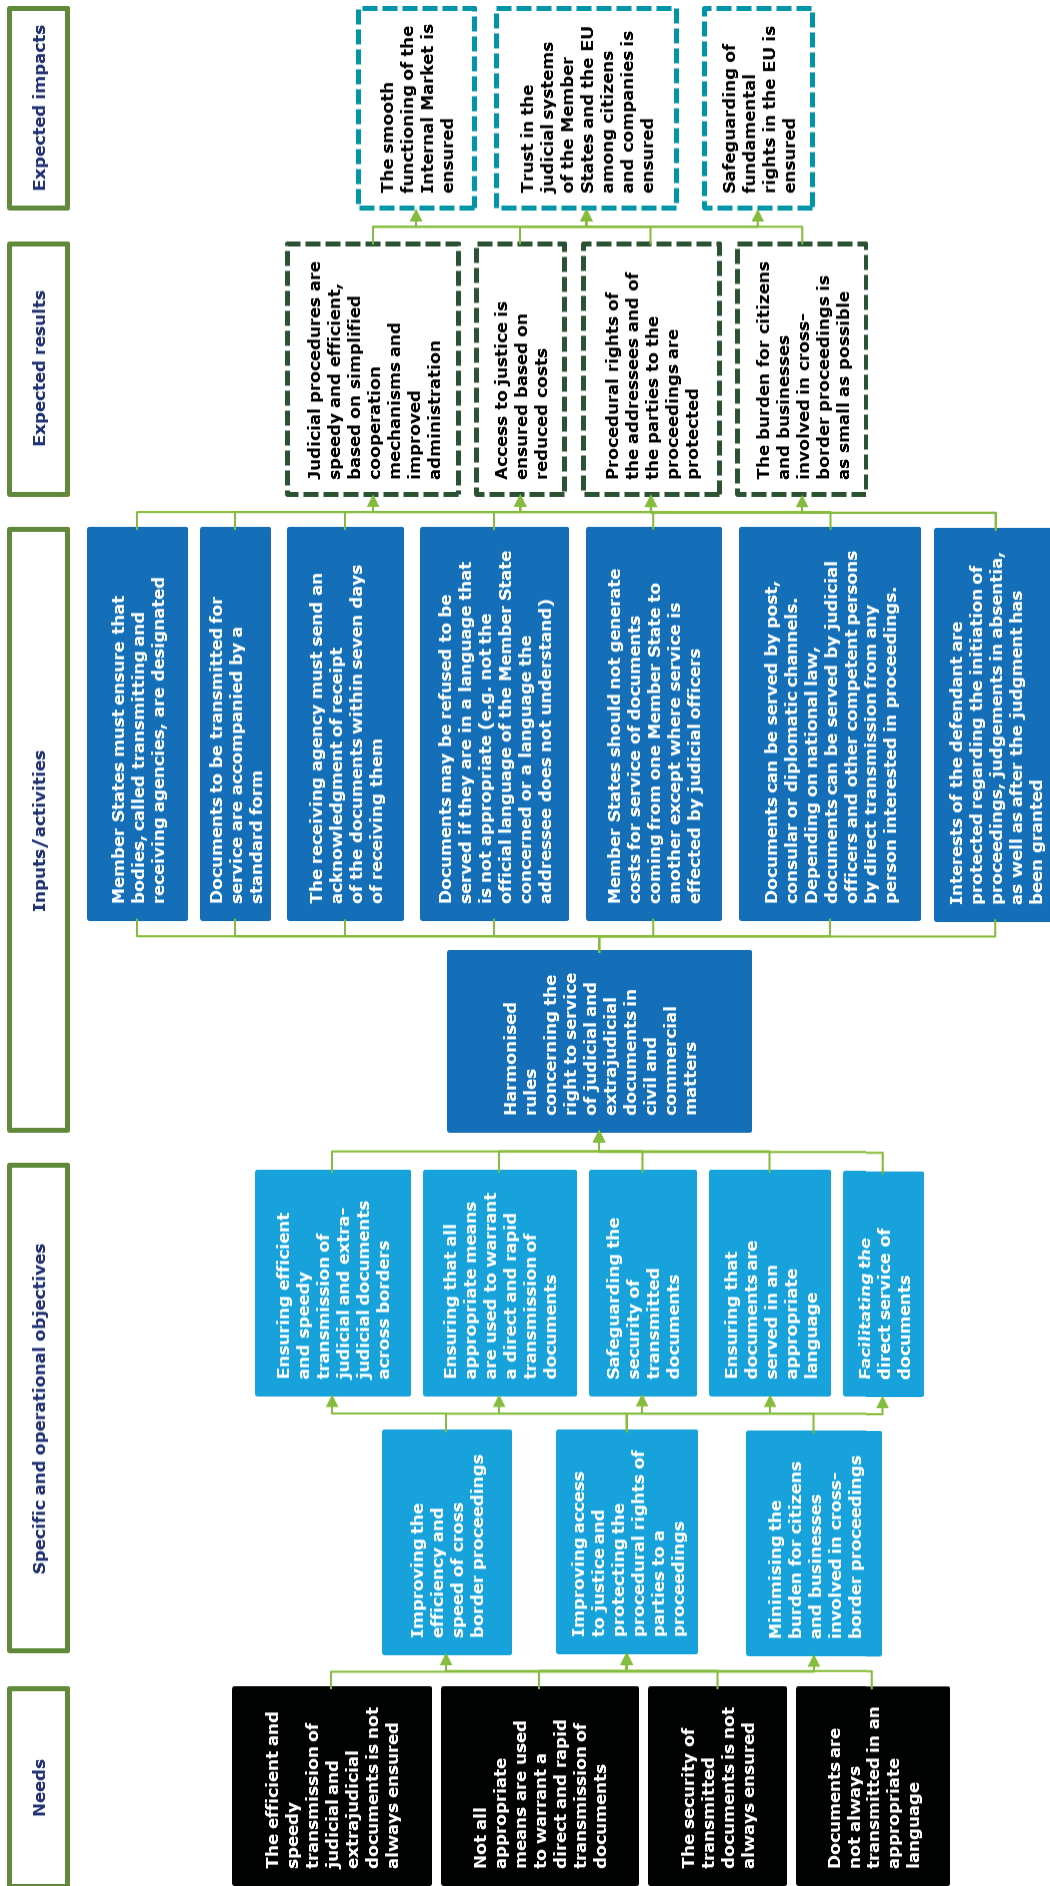 Needs
Specific and operational objectives
Inputs/activities
Expected results
Expected impacts
The efficient and
speedy
transmission of
judicial and
extrajudicial
documents is not
always ensured
Not all
appropriate
means are used
to warrant a
direct and rapid
transmission of
documents
The security of
transmitted
documents is not
always ensured
Documents are
not always
transmitted in an
appropriate
language
Improving the
efficiency and
speed of cross
border proceedings
Improving access
to justice and
protecting the
procedural rights of
parties to a
proceedings
Minimising the
burden for citizens
and businesses
involved in cross-
border proceedings
Ensuring efficient
and speedy
transmission of
judicial and extra-
judicial documents
across borders
Ensuring that all
appropriate means
are used to warrant
a direct and rapid
transmission of
documents
Safeguarding the
security of
transmitted
documents
Ensuring that
documents are
served in an
appropriate
language
Facilitating the
direct service of
documents
Harmonised
rules
concerning the
right to service
of judicial and
extrajudicial
documents in
civil and
commercial
matters
Member States must ensure that
bodies, called transmitting and
receiving agencies, are designated
Documents to be transmitted for
service are accompanied by a
standard form
The receiving agency must send an
acknowledgment of receipt
of the documents within seven days
of receiving them
Documents may be refused to be
served if they are in a language that
is not appropriate (e.g. not the
official language of the Member State
concerned or a language the
addressee does not understand)
Member States should not generate
costs for service of documents
coming from one Member State to
another except where service is
effected by judicial officers
Documents can be served by post,
consular or diplomatic channels.
Depending on national law,
documents can be served by judicial
officers and other competent persons
by direct transmission from any
person interested in proceedings.
Interests of the defendant are
protected regarding the initiation of
proceedings, judgements in absentia,
as well as after the judgment has
been granted
Judicial procedures are
speedy and efficient,
based on simplified
cooperation
mechanisms and
improved
administration
Access to justice is
ensured based on
reduced costs
Procedural rights of
the addressees and of
the parties to the
proceedings are
protected
The burden for citizens
and businesses
involved in cross-
border proceedings is
as small as possible
The smooth
functioning of the
Internal Market is
ensured
Trust in the
judicial systems
of the Member
States and the EU
among citizens
and companies is
ensured
Safeguarding of
fundamental
rights in the EU is
ensured